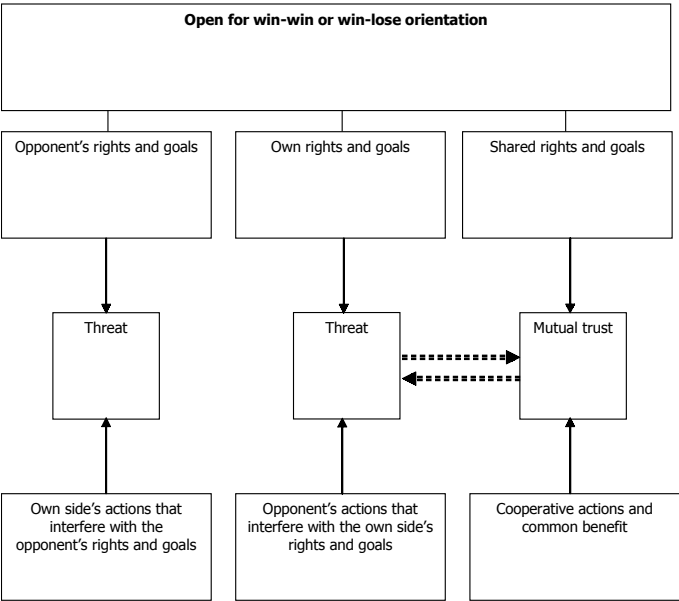 Open for win-win or win-lose orientation
Opponent’s rights and goals
Own rights and goals
Shared rights and goals
Threat
Threat
Mutual trust
Own side’s actions that
interfere with the
opponent’s rights and goals
Opponent’s actions that
interfere with the own side’s
rights and goals
Cooperative actions and
common benefit